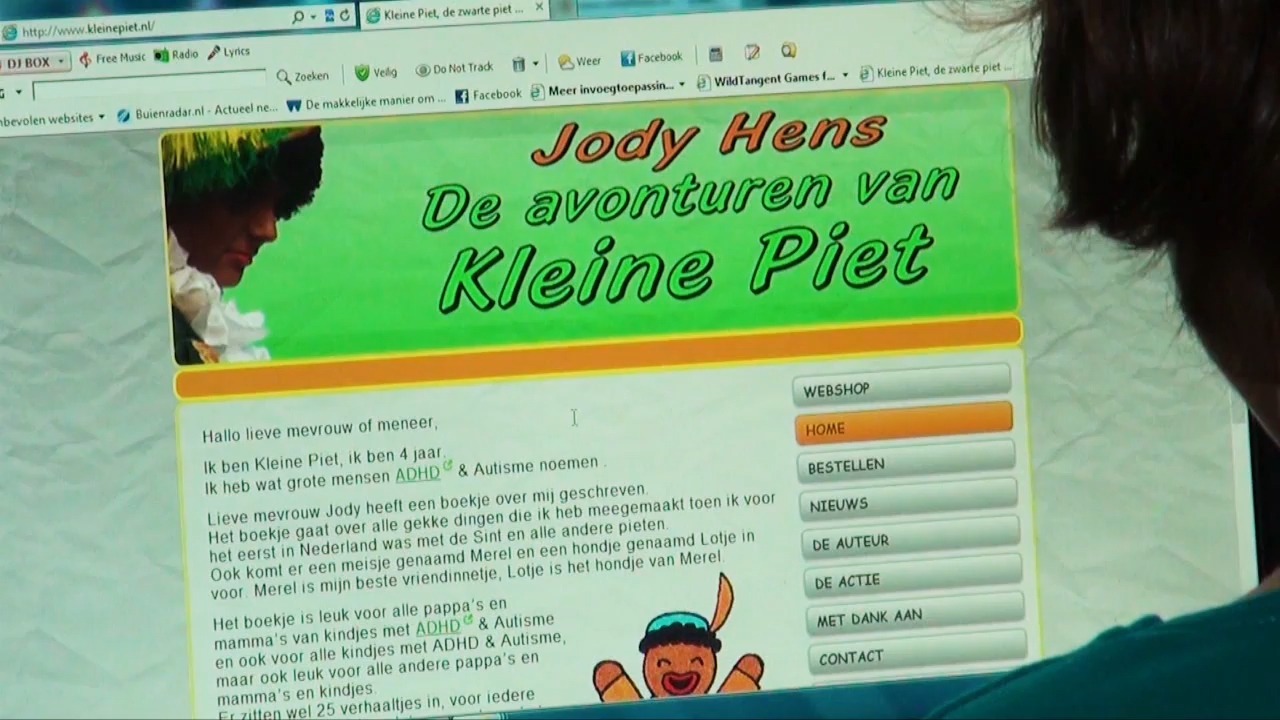 http://www.kleinepiet.nl/
Kleine Piet, de zwarte piet ...
DJ BOX
Free Music
Radio
Lyrics
Zoeken
Veilig
Do Not Track
Weer
Facebook
Buienradar.nl - Actueel ne...
De makkelijke manier om ...
Facebook
Meer invoegtoepassin...
WildTangent Games f...
Kleine Piet, de zwarte piet ...
Jody Hens
De avonturen van
Kleine Piet
Hallo lieve mevrouw of meneer,
Ik ben Kleine Piet, ik ben 4 jaar.
Ik heb wat grote mensen ADHD & Autisme noemen .
Lieve mevrouw Jody heeft een boekje over mij geschreven.
Het boekje gaat over alle gekke dingen die ik heb meegemaakt toen ik voor
het eerst in Nederland was met de Sint en alle andere pieten.
Ook komt er een meisje genaamd Merel en een hondje genaamd Lotje in
voor. Merel is mijn beste vriendinnetje, Lotje is het hondje van Merel.
Het boekje is leuk voor alle pappa's en
mamma's van kindjes met ADHD & Autisme
en ook voor alle kindjes met ADHD & Autisme,
maar ook leuk voor alle andere pappa's en
mamma's en kindjes.
Er zitten wel 25 verhaaltjes in, voor iedere
WEBSHOP
HOME
BESTELLEN
NIEUWS
DE AUTEUR
DE ACTIE
MET DANK AAN
CONTACT